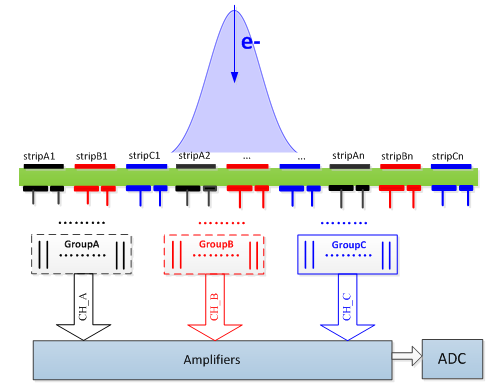 e-
stripA1 stripB1 stripC1 stripA2 ... ... stripAn stripBn stripCn
GroupA GroupB GroupC
CH_A CH_B CH_C
Amplifiers ADC